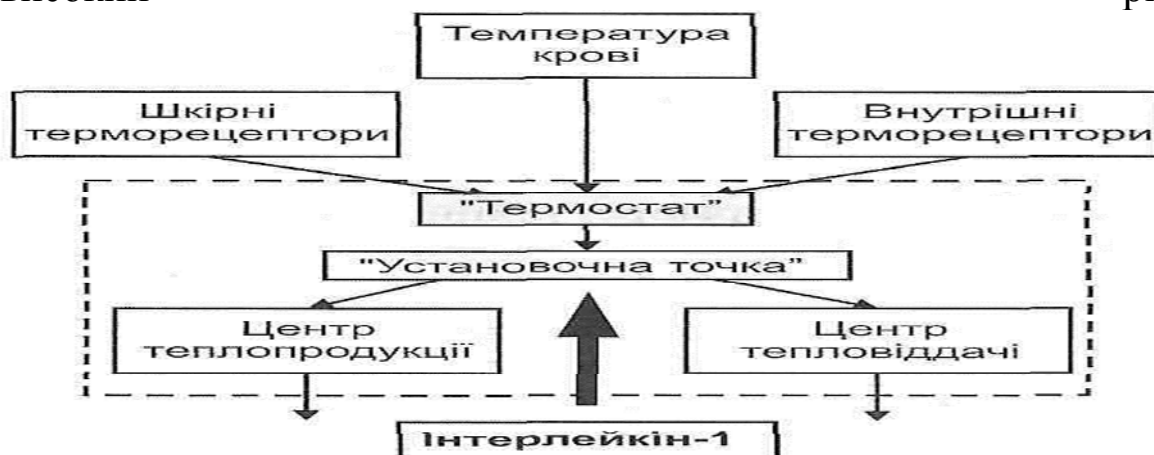 Температура
крові
Шкірні
терморецептори
Внутрішні
терморецептори
"Термостат"
"Установочна точка"
Центр
теплопродукції
Центр
тепловіддачі
Інтерлейкін-1